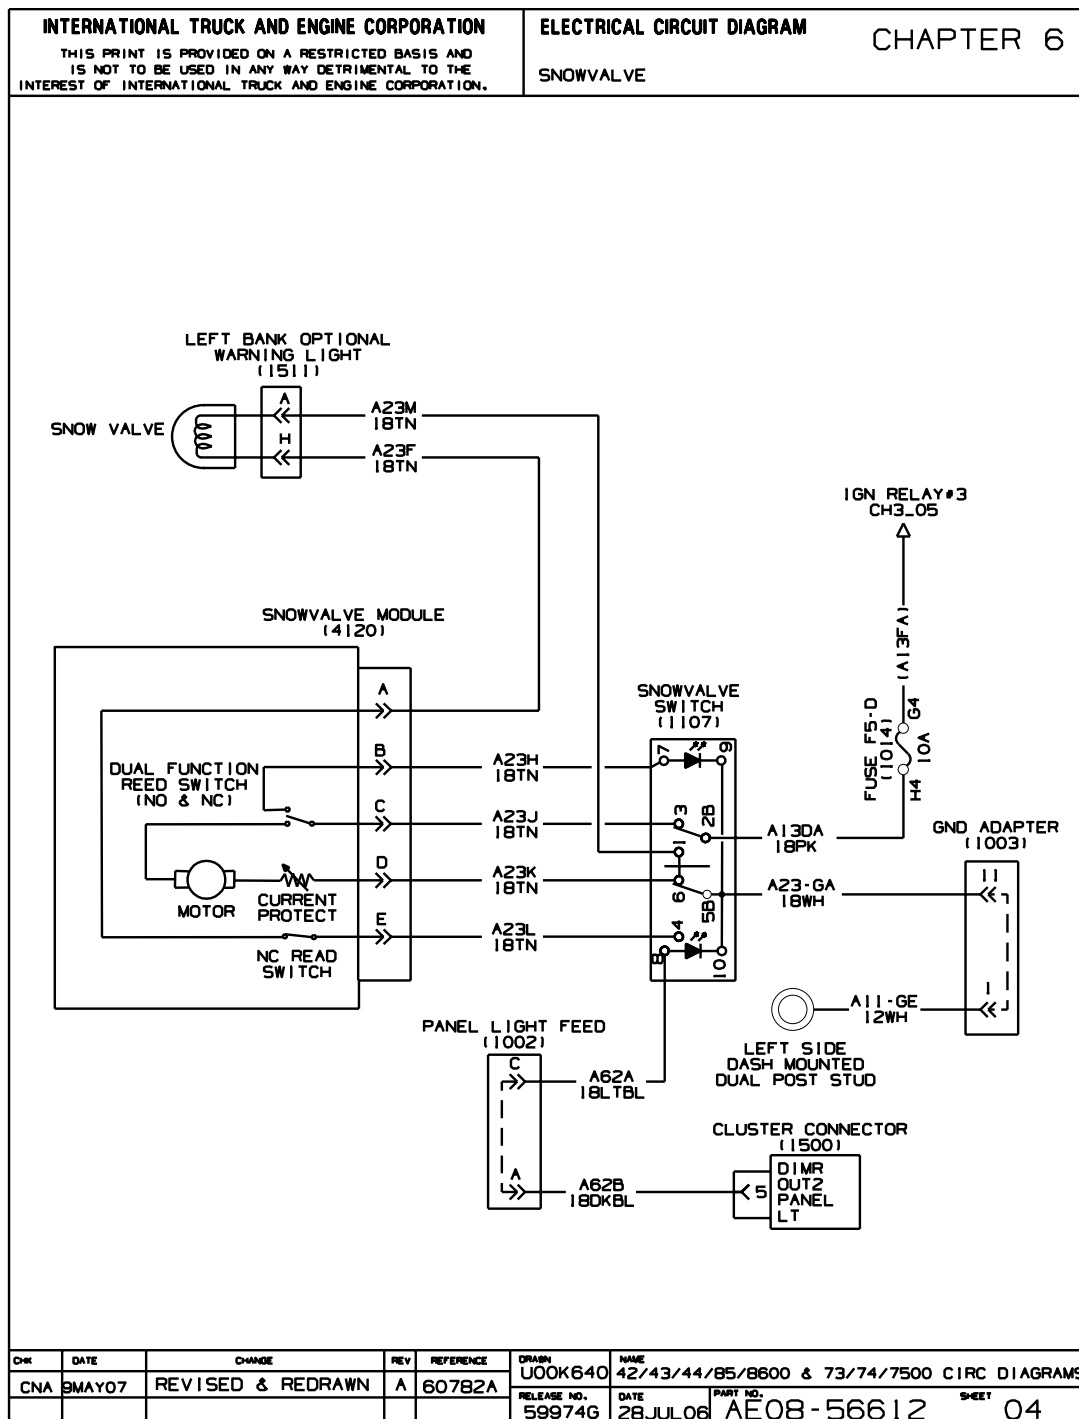 INTERNATIONAL TRUCK AND ENGINE CORPORATION
THIS PRINT IS PROVIDED ON A RESTRICTED BASIS AND
IS NOT TO BE USED IN ANY WAY DETRIMENTAL TO THE
INTEREST OF INTERNATIONAL TRUCK AND ENGINE CORPORATION.
ELECTRICAL CIRCUIT DIAGRAM
SNOWVALVE
CHAPTER 6
LEFT BANK OPTIONAL
WARNING LIGHT
(1511)
SNOW VALVE
A
H
A23M
18TN
A23F
18TN
IGN RELAY#3
CH3_05
(A13FA)
G4
FUSE F5-D
(1014)
10A
H4
SNOWVALVE MODULE
(4120)
A
B
C
D
E
DUAL FUNCTION
REED SWITCH
(NO & NC)
MOTOR
CURRENT
PROTECT
NC READ
SWITCH
A23H
18TN
A23J
18TN
A23K
18TN
A23L
18TN
SNOWVALVE
SWITCH
(1107)
7
9
3
2B
1
6
5B
4
8
10
A13DA
18PK
A23-GA
18WH
GND ADAPTER
(1003)
11
1
A11-GE
12WH
LEFT SIDE
DASH MOUNTED
DUAL POST STUD
PANEL LIGHT FEED
(1002)
C
A
A62A
18LTBL
A62B
18DKBL
CLUSTER CONNECTOR
(1500)
5
DIMR
OUT2
PANEL
LT
CHK
DATE
CHANGE
REV
REFERENCE
CNA
9MAY07
REVISED & REDRAWN
A
60782A
DRAWN
U00K640
NAME
42/43/44/85/8600 & 73/74/7500 CIRC DIAGRAMS
RELEASE NO.
59974G
DATE
28JUL06
PART NO.
AE08-56612
SHEET
04